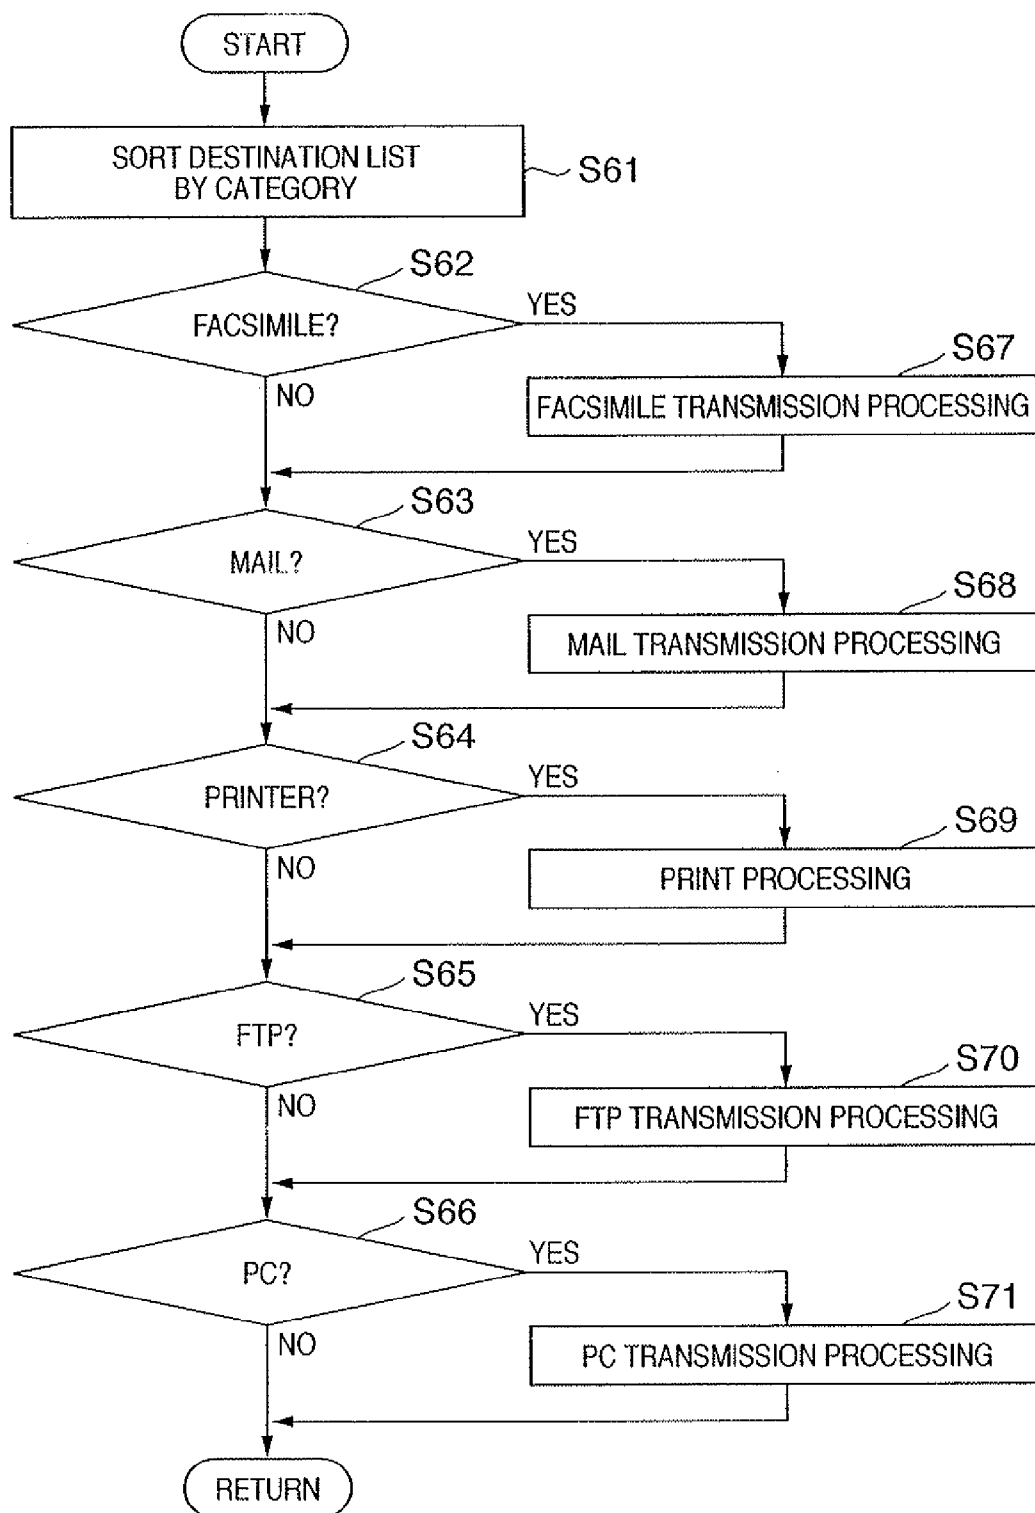 START
SORT DESTINATION LIST
BY CATEGORY
S61
S62
FACSIMILE?
YES
NO
S67
FACSIMILE TRANSMISSION PROCESSING
S63
MAIL?
YES
NO
S68
MAIL TRANSMISSION PROCESSING
S64
PRINTER?
YES
NO
S69
PRINT PROCESSING
S65
FTP?
YES
NO
S70
FTP TRANSMISSION PROCESSING
S66
PC?
YES
NO
S71
PC TRANSMISSION PROCESSING
RETURN